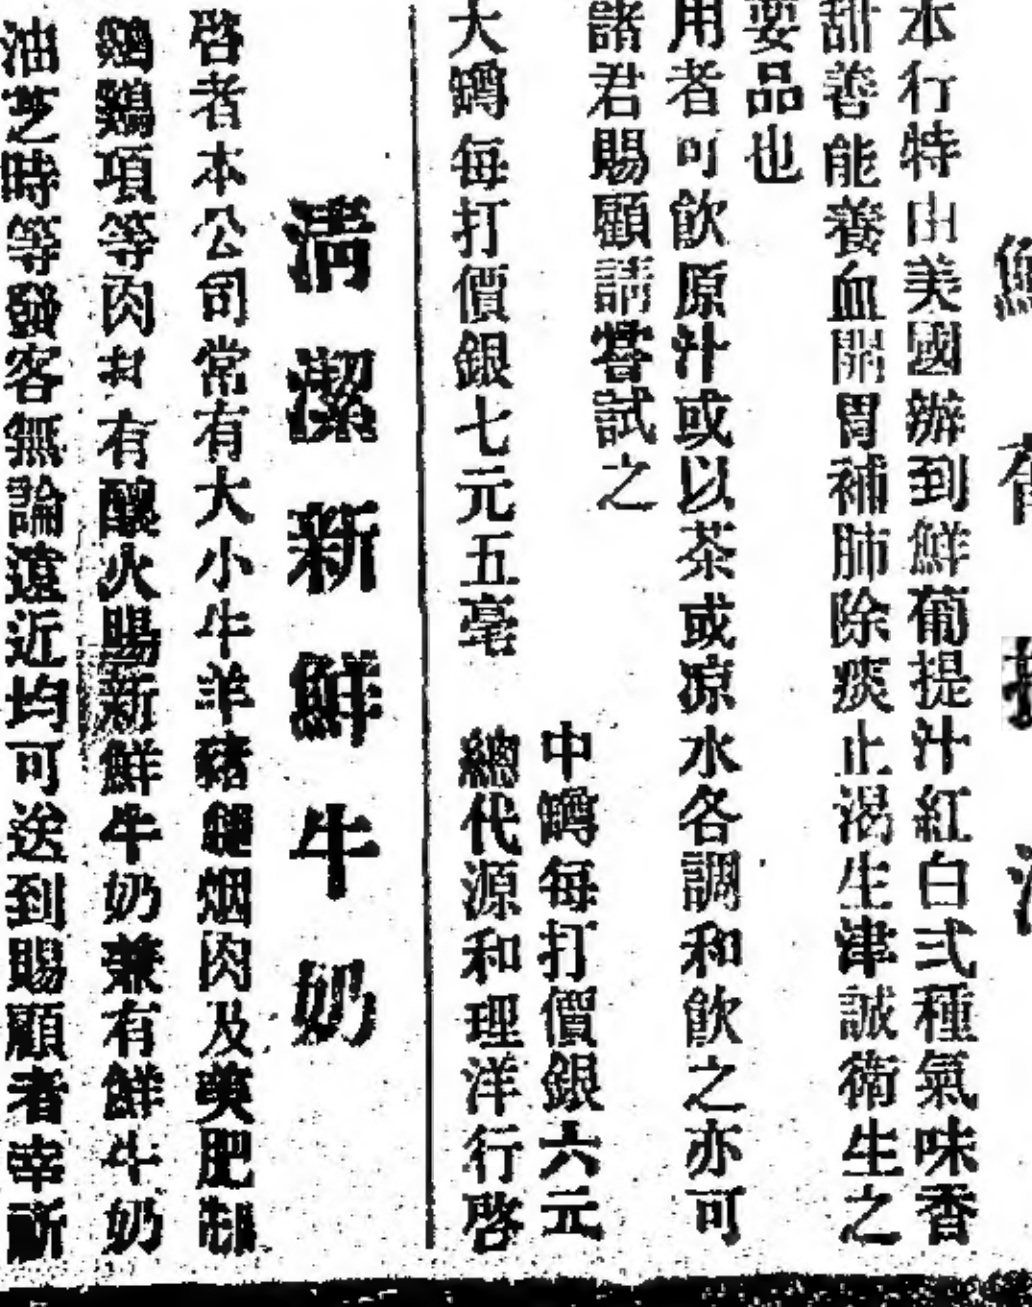 本行特由美國辦到鮮葡提汁紅白弍種氣味香
甜善能養血開胃補肺除痰止渴生津誠衛生之
要品也
用者可飲原汁或以茶或凉水各調和飲之亦可
諸君賜顧請嘗試之
中罇每打價銀六元
大罇每打價銀七元五毫
總代源和理洋行啓
清潔新鮮牛奶
啓者本公司常有大小牛羊豬烟肉及美肥
鷄項等肉有火新鮮牛奶兼有鮮牛奶
油芝時等發客無論遠近均可送到賜顧者幸祈